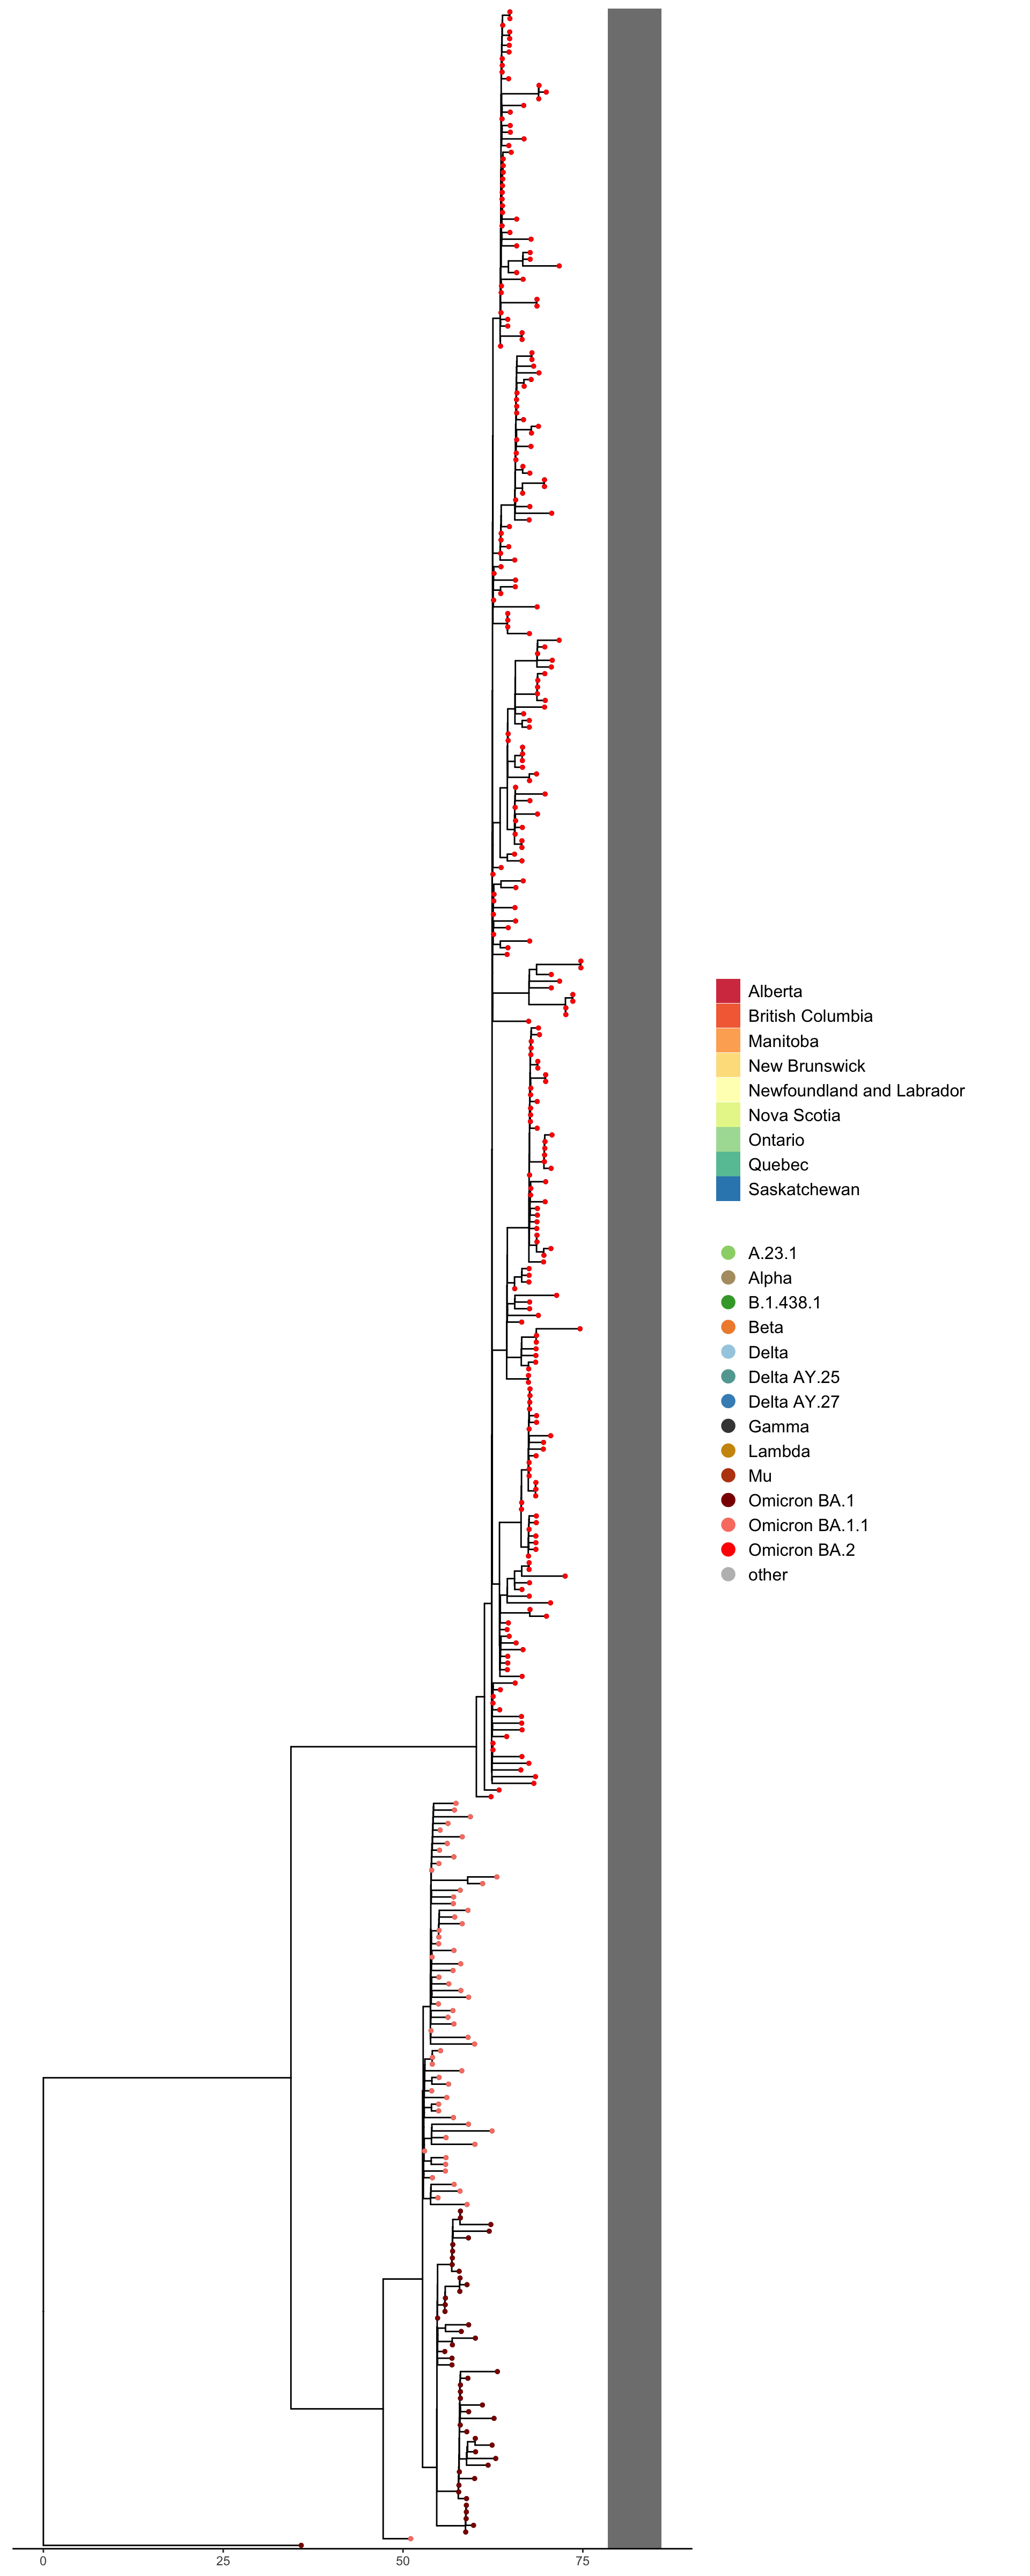 Alberta
British Columbia
Manitoba
New Brunswick
Newfoundland and Labrador
Nova Scotia
Ontario
Quebec
Saskatchewan
A.23.1
Alpha
B.1.438.1
Beta
Delta
Delta AY.25
Delta AY.27
Gamma
Lambda
Mu
Omicron BA.1
Omicron BA.1.1
Omicron BA.2
other
0 25 50 75